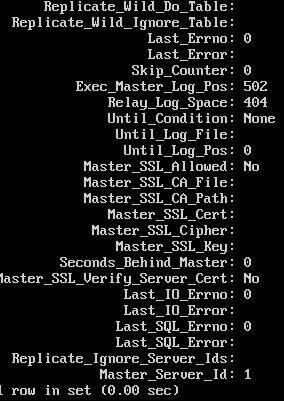 Replicate_Wild_Do_Table:
Replicate_Wild_Ignore_Table:
Last_Errno: 0
Last_Error:
Skip_Counter: 0
Exec_Master_Log_Pos: 502
Relay_Log_Space: 404
Until_Condition: None
Until_Log_File:
Until_Log_Pos: 0
Master_SSL_Allowed: No
Master_SSL_CA_File:
Master_SSL_CA_Path:
Master_SSL_Cert:
Master_SSL_Cipher:
Master_SSL_Key:
Seconds_Behind_Master: 0
Master_SSL_Verify_Server_Cert: No
Last_IO_Errno: 0
Last_IO_Error:
Last_SQL_Errno: 0
Last_SQL_Error:
Replicate_Ignore_Server_Ids:
Master_Server_Id: 1
1 row in set (0.00 sec)